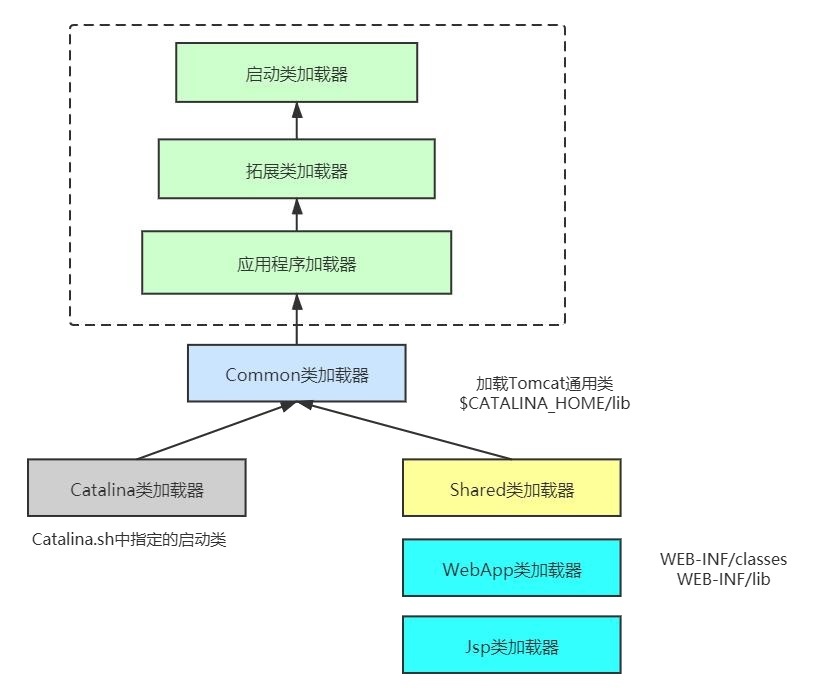 启动类加载器
拓展类加载器
应用程序加载器
Common类加载器
加载Tomcat通用类
$CATALINA_HOME/lib
Catalina类加载器
Shared类加载器
Catalina.sh中指定的启动类
WebApp类加载器
WEB-INF/classes
WEB-INF/lib
Jsp类加载器